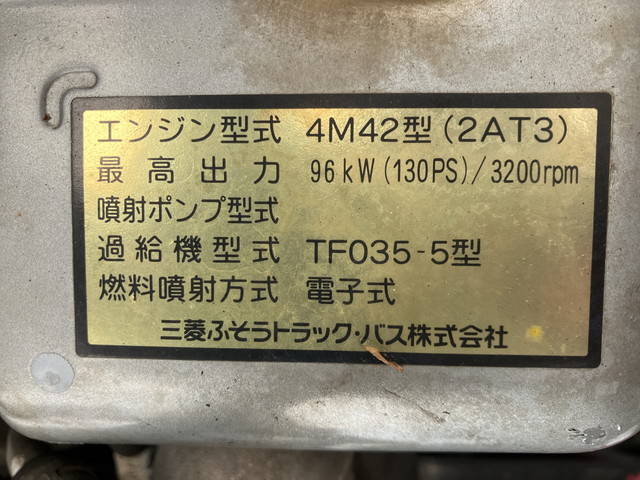 エンジン型式 4M42型(2AT3)
最高出力 96kW(130PS)/3200rpm
噴射ポンプ型式
過給機型式 TF035-5型
燃料噴射方式 電子式
三菱ふそうトラック・バス株式会社